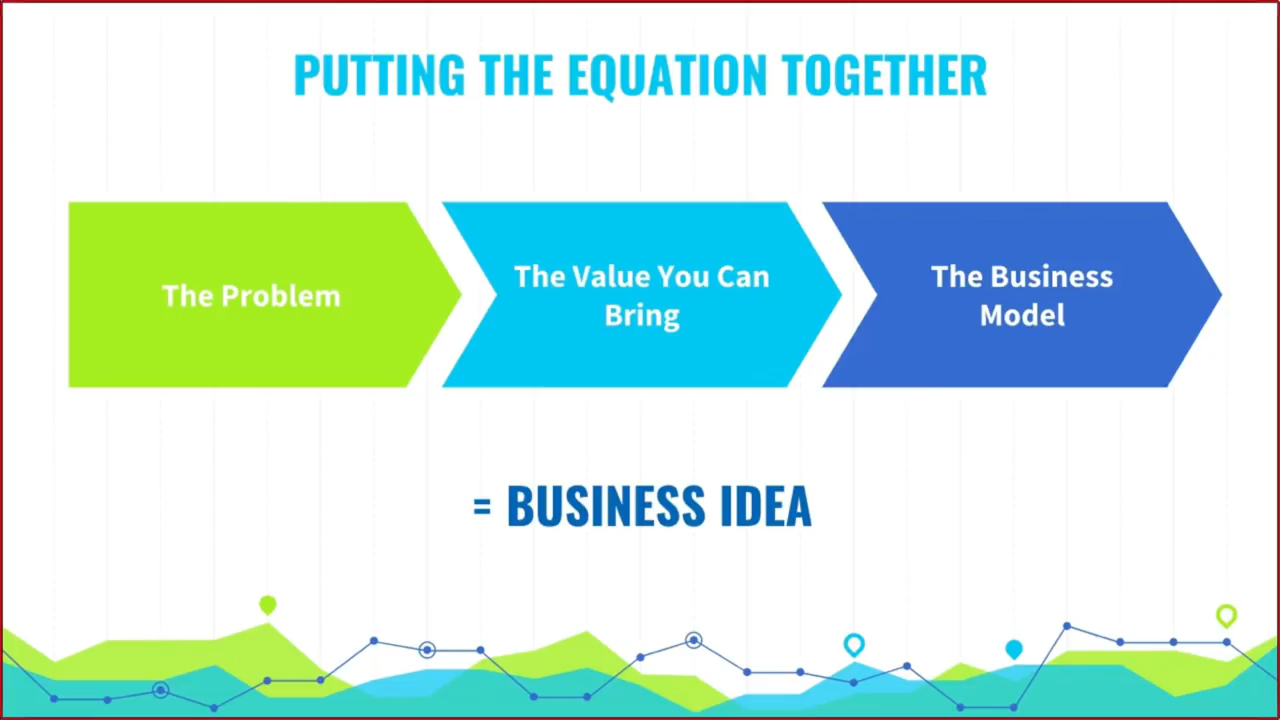 PUTTING THE EQUATION TOGETHER
The Problem
The Value You Can
Bring
The Business
Model
= BUSINESS IDEA